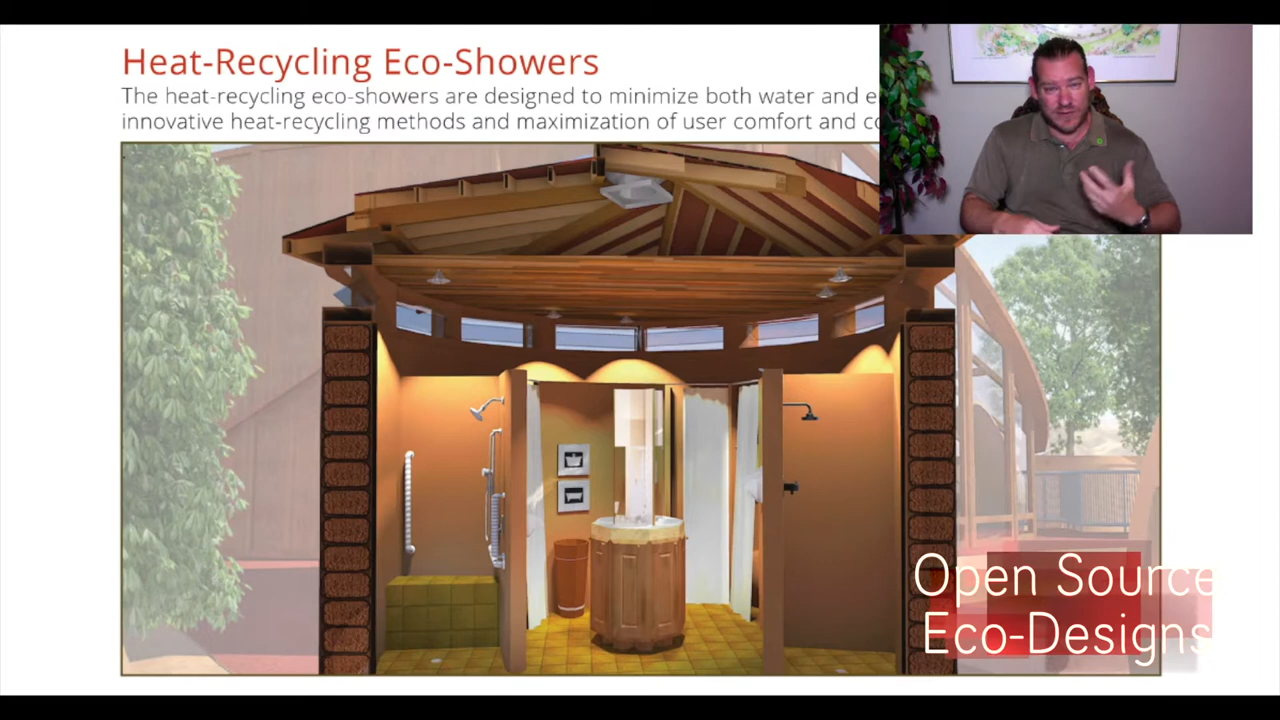 Heat-Recycling Eco-Showers
The heat-recycling eco-showers are designed to minimize both water and e
innovative heat-recycling methods and maximization of user comfort and co
Open Source
Eco-Designs